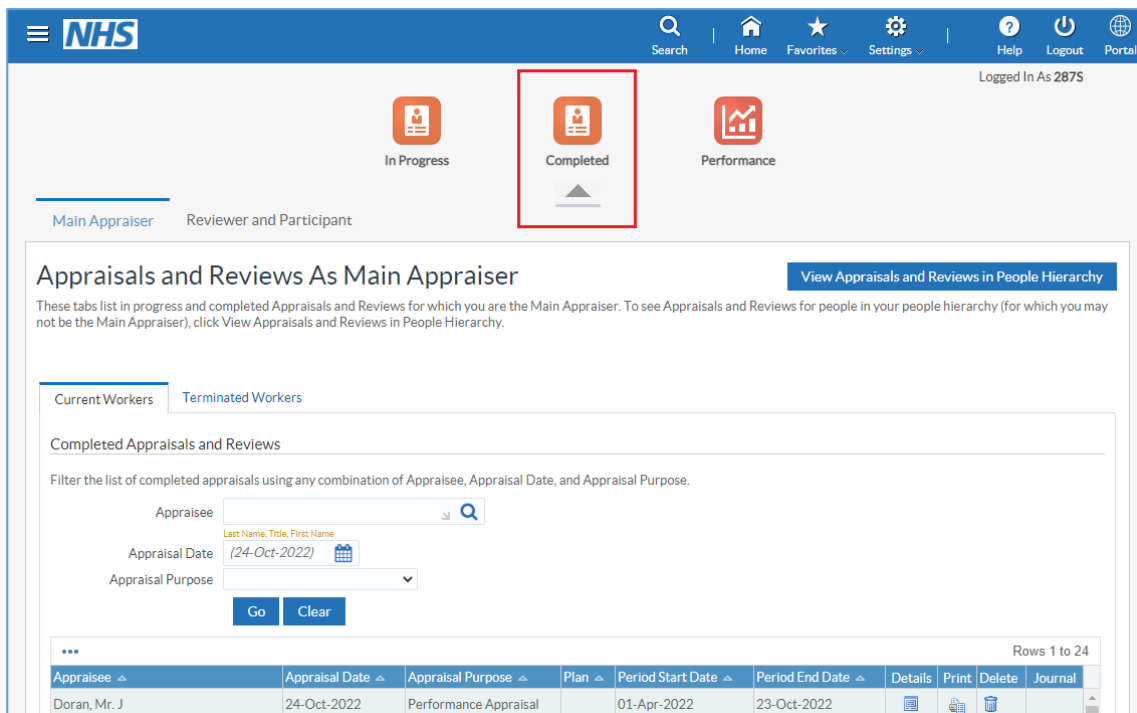 NHS
Search
Home
Favorites
Settings
Help
Logout
Portal
Logged In As 287S
In Progress
Completed
Performance
Main Appraiser
Reviewer and Participant
Appraisals and Reviews As Main Appraiser
View Appraisals and Reviews in People Hierarchy
These tabs list in progress and completed Appraisals and Reviews for which you are the Main Appraiser. To see Appraisals and Reviews for people in your people hierarchy (for which you may
not be the Main Appraiser), click View Appraisals and Reviews in People Hierarchy.
Current Workers
Terminated Workers
Completed Appraisals and Reviews
Filter the list of completed appraisals using any combination of Appraisee, Appraisal Date, and Appraisal Purpose.
Appraisee
Last Name, Title, First Name
Appraisal Date (24-Oct-2022)
Appraisal Purpose
Go Clear
Rows 1 to 24
Appraisee Appraisal Date Appraisal Purpose Plan Period Start Date Period End Date Details Print Delete Journal
Doran, Mr. J 24-Oct-2022 Performance Appraisal 01-Apr-2022 23-Oct-2022